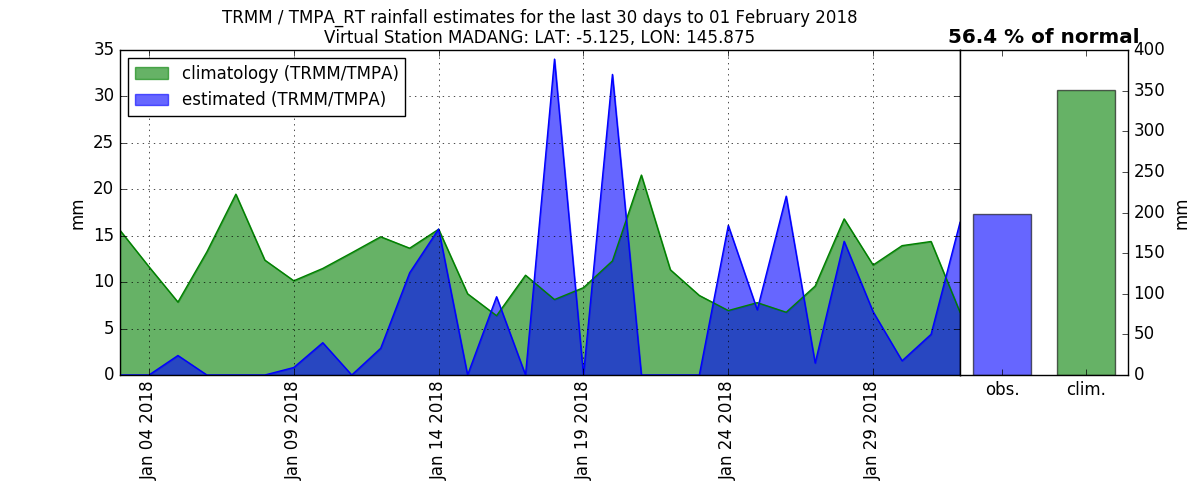 TRMM / TMPA_RT rainfall estimates for the last 30 days to 01 February 2018
Virtual Station MADANG: LAT: -5.125, LON: 145.875
56.4 % of normal
climatology (TRMM/TMPA)
estimated (TRMM/TMPA)
35
30
25
20
15
10
5
0
mm
Jan 04 2018
Jan 09 2018
Jan 14 2018
Jan 19 2018
Jan 24 2018
Jan 29 2018
obs.
clim.
400
350
300
250
200
150
100
50
0
mm